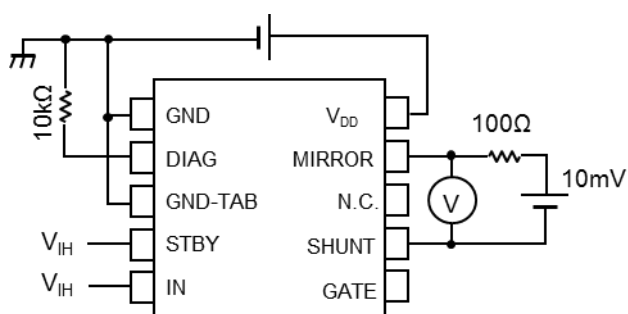 10kΩ
GND
DIAG
GND-TAB
STBY
IN
V_IH
V_IH
V_DD
MIRROR
N.C.
SHUNT
GATE
100Ω
V
10mV